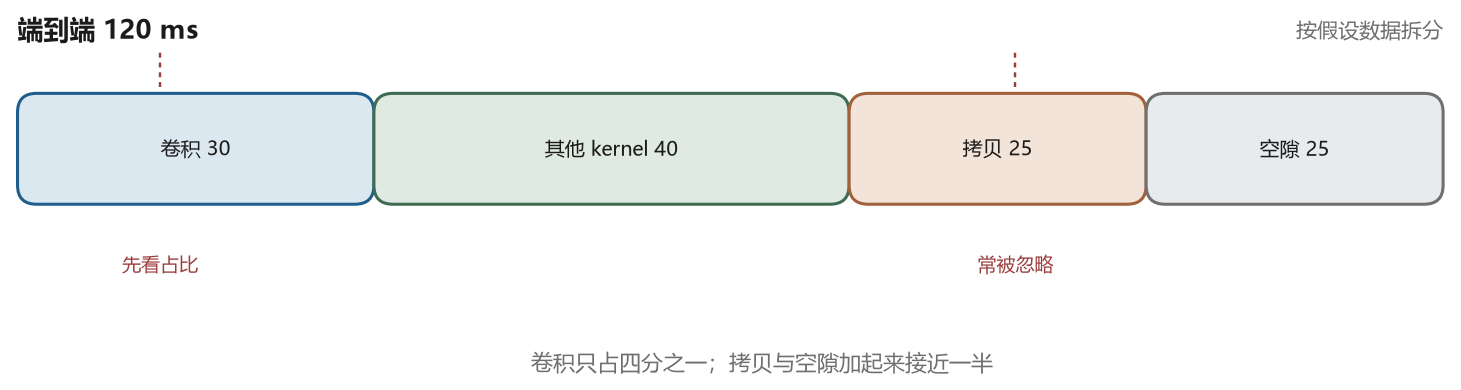 端到端 120 ms
按假设数据拆分
卷积 30
其他 kernel 40
拷贝 25
空隙 25
先看占比
常被忽略
卷积只占四分之一；拷贝与空隙加起来接近一半